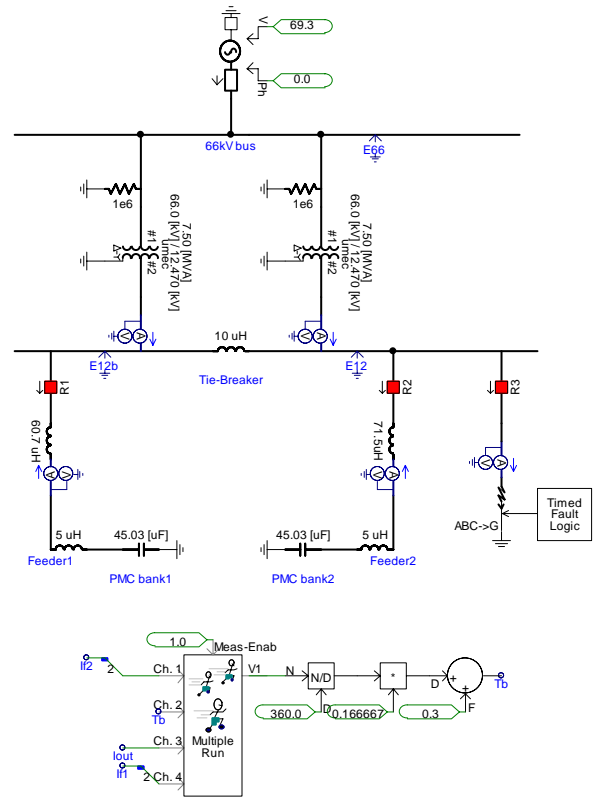 V
69.3
Ph
0.0
66kV bus
E66
1e6
1e6
7.50 [MVA]
66.0 [kV] / 12.470 [kV]
umec
#1
#2
7.50 [MVA]
66.0 [kV] / 12.470 [kV]
umec
#1
#2
V
A
V
A
10 uH
E12b
E12
Tie-Breaker
R1
R2
R3
60.7 uH
71.5uH
A
V
V
A
V
A
Timed
Fault
Logic
ABC->G
5 uH
45.03 [uF]
45.03 [uF]
5 uH
Feeder1
Feeder2
PMC bank1
PMC bank2
1.0
Meas-Enab
If2
2
Ch. 1
V1
N
N/D
*
D
Tb
Ch. 2
Tb
360.0
D
0.166667
0.3
F
Multiple
Run
Ch. 3
Iout
If1
2
Ch. 4